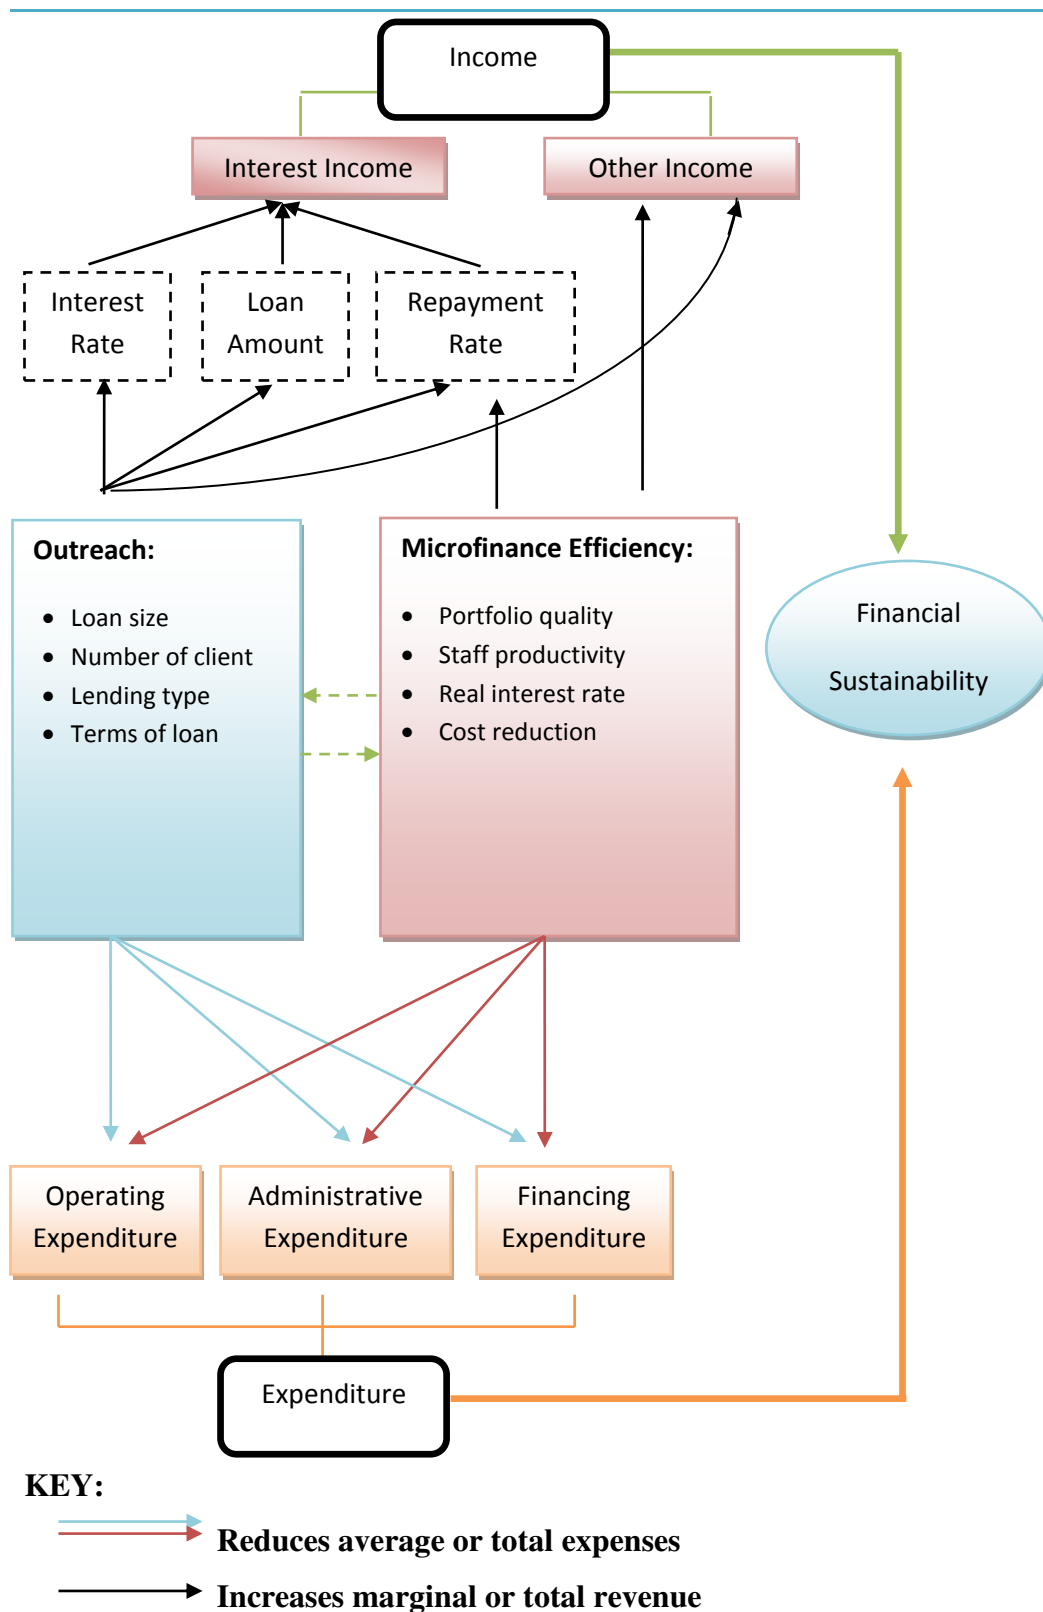 Income
Interest Income
Other Income
Interest
Rate
Loan
Amount
Repayment
Rate
Outreach:
• Loan size
• Number of client
• Lending type
• Terms of loan
Microfinance Efficiency:
• Portfolio quality
• Staff productivity
• Real interest rate
• Cost reduction
Financial
Sustainability
Operating
Expenditure
Administrative
Expenditure
Financing
Expenditure
Expenditure
KEY:
Reduces average or total expenses
Increases marginal or total revenue